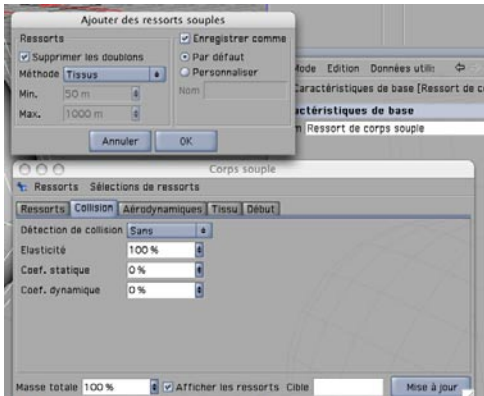 Ajouter des ressorts souples
Ressorts
Supprimer les doublons
Méthode Tissus
Min. 50 m
Max. 1000 m
Enregistrer comme
Par défaut
Personnaliser
Nom
Annuler OK
Mode Edition Données utili
Caractéristiques de base [Ressort de c
actéristiques de base
m Ressort de corps souple
Corps souple
Ressorts Sélections de ressorts
Ressorts Collision Aérodynamiques Tissu Début
Détection de collision Sans
Elasticité 100 %
Coef. statique 0 %
Coef. dynamique 0 %
Masse totale 100 % Afficher les ressorts Cible Mise à jour